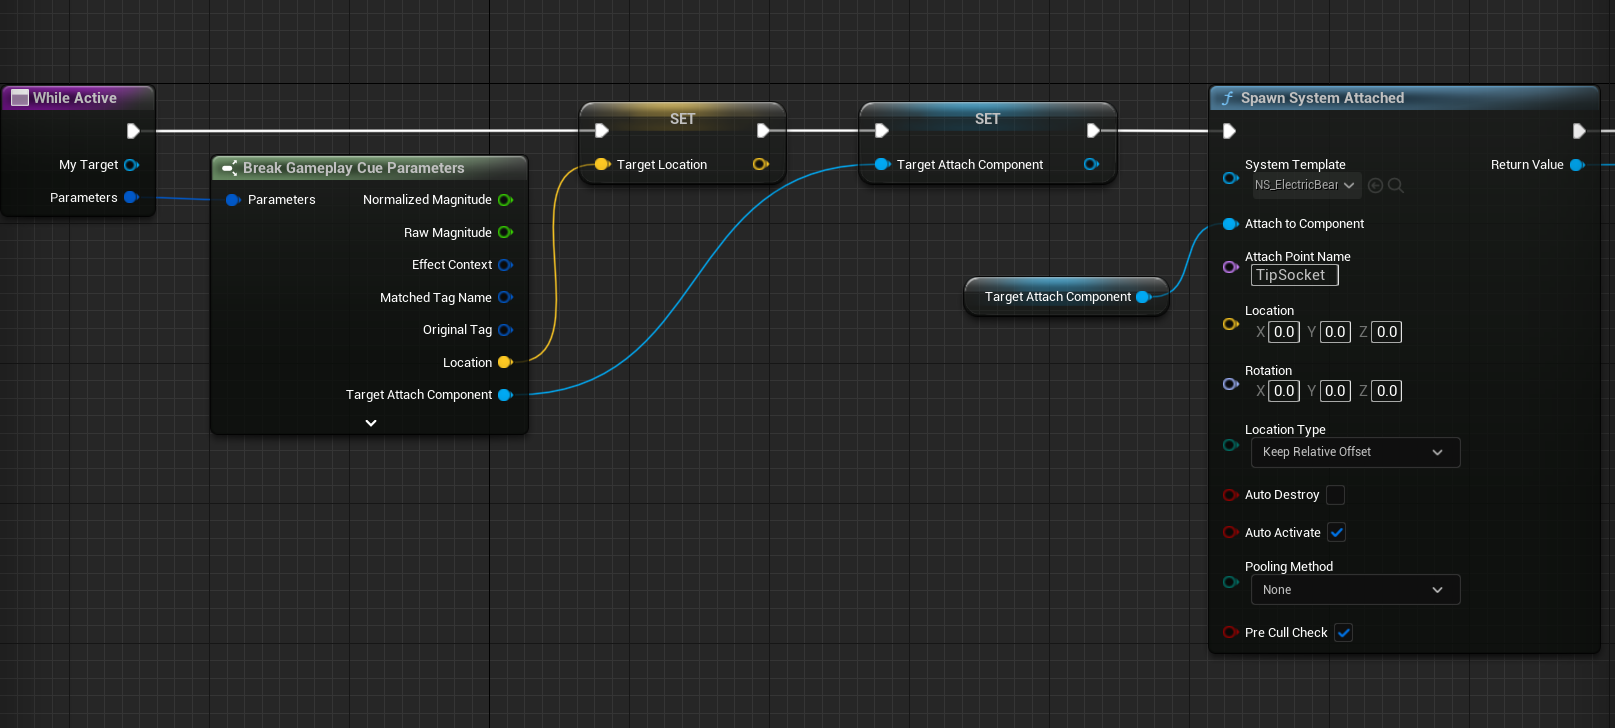 While Active
My Target
Parameters
Break Gameplay Cue Parameters
Parameters
Normalized Magnitude
Raw Magnitude
Effect Context
Matched Tag Name
Original Tag
Location
Target Attach Component
SET
Target Location
SET
Target Attach Component
Target Attach Component
Spawn System Attached
System Template
NS_ElectricBear
Return Value
Attach to Component
Attach Point Name
TipSocket
Location
X 0.0 Y 0.0 Z 0.0
Rotation
X 0.0 Y 0.0 Z 0.0
Location Type
Keep Relative Offset
Auto Destroy
Auto Activate
Pooling Method
None
Pre Cull Check